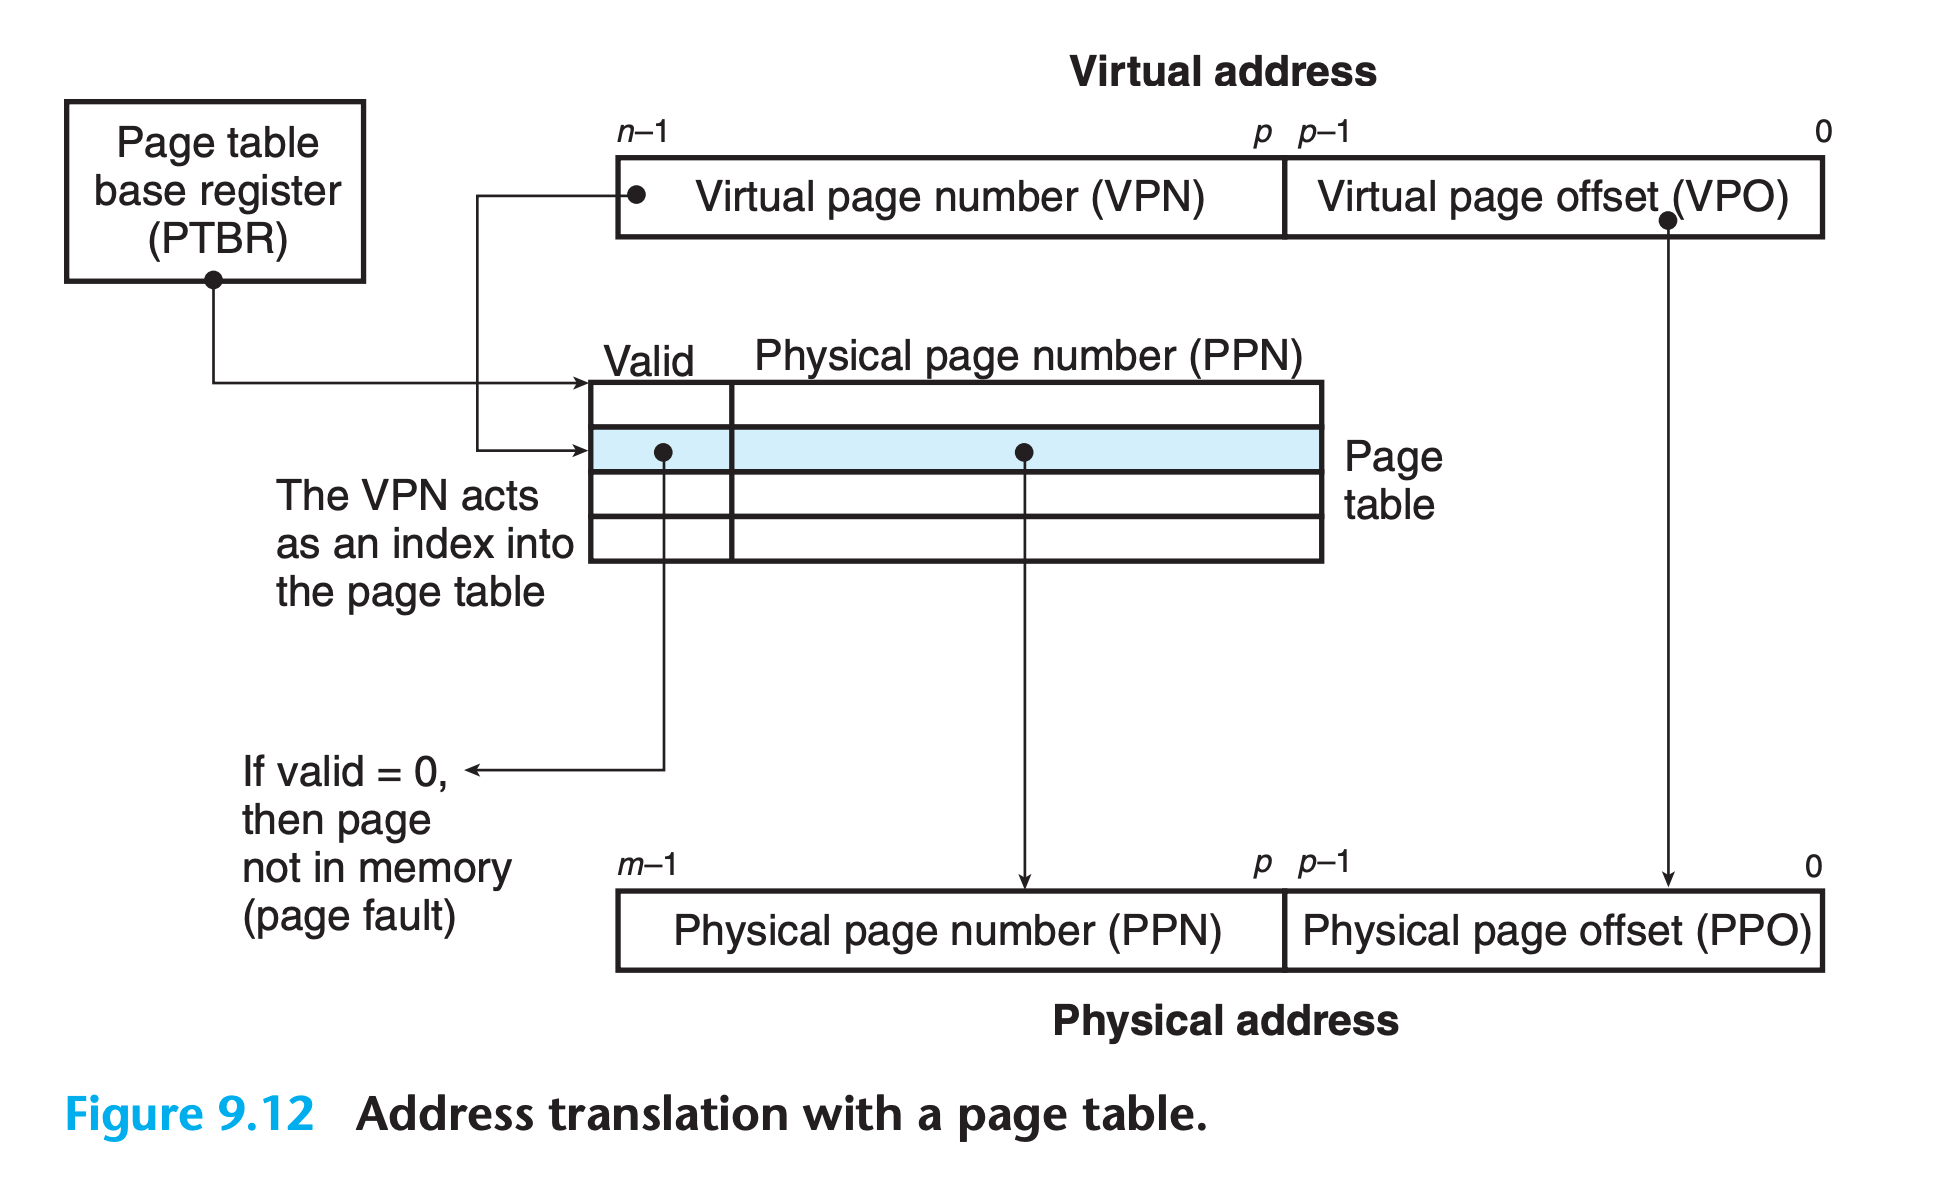 Virtual address
Page table
base register
(PTBR)
n–1
p
p–1
0
Virtual page number (VPN)
Virtual page offset (VPO)
Valid
Physical page number (PPN)
Page
table
The VPN acts
as an index into
the page table
If valid = 0,
then page
not in memory
(page fault)
m–1
p
p–1
0
Physical page number (PPN)
Physical page offset (PPO)
Physical address
Figure 9.12 Address translation with a page table.